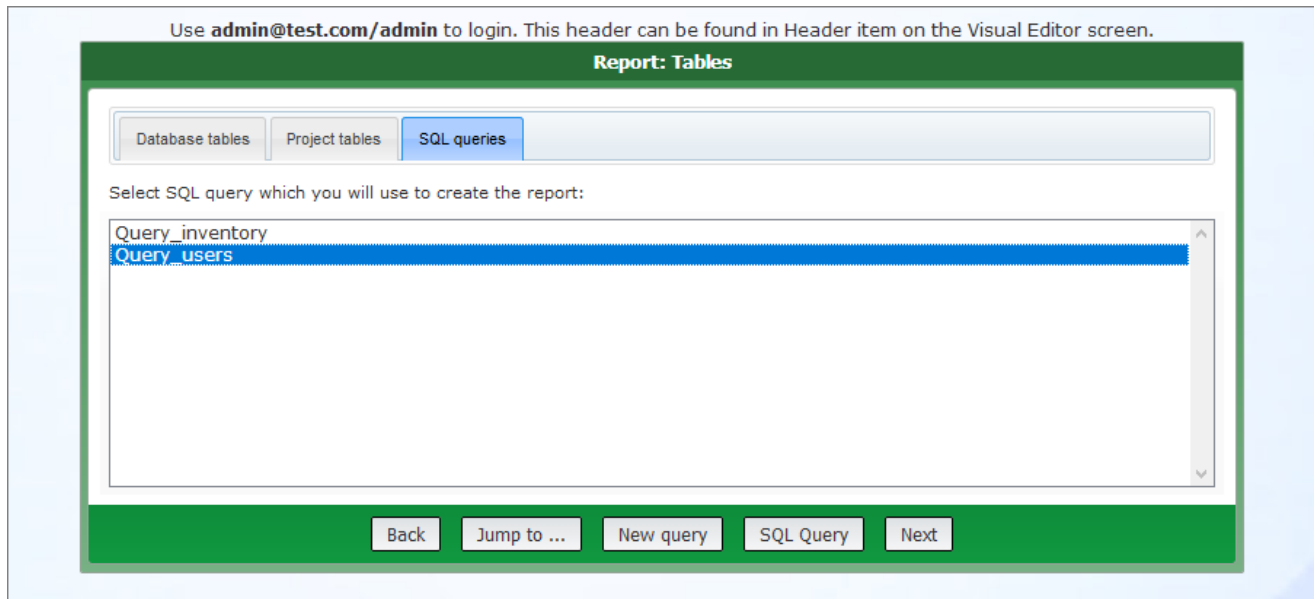 Use admin@test.com/admin to login. This header can be found in Header item on the Visual Editor screen.
Report: Tables
Database tables Project tables SQL queries
Select SQL query which you will use to create the report:
Query_inventory
Query_users
Back Jump to ... New query SQL Query Next